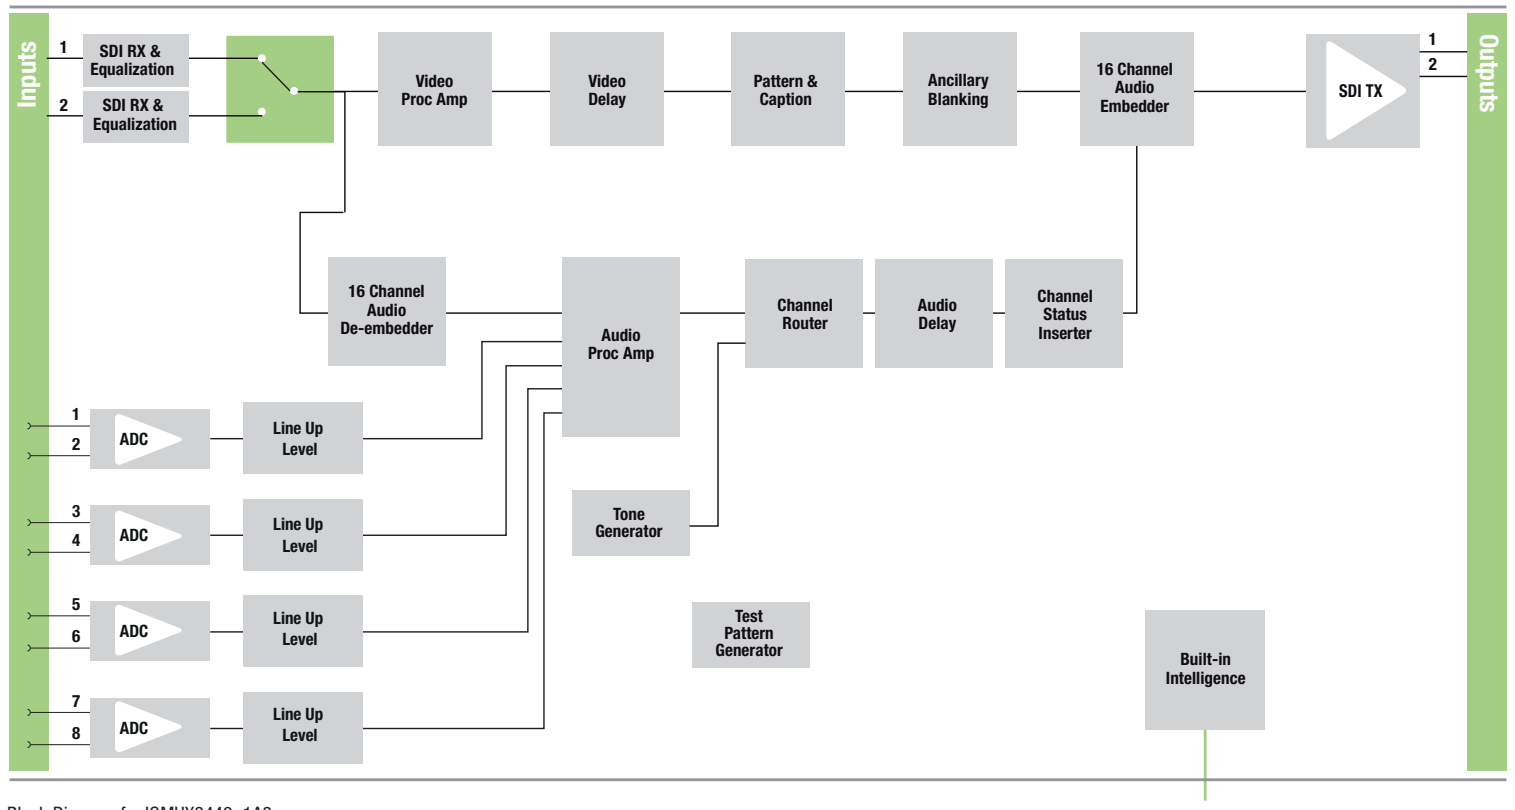 Inputs
1
SDI RX &
Equalization
2
SDI RX &
Equalization
Video
Proc Amp
Video
Delay
Pattern &
Caption
Ancillary
Blanking
16 Channel
Audio
Embedder
SDI TX
1
2
Outputs
16 Channel
Audio
De-embedder
Audio
Proc Amp
Channel
Router
Audio
Delay
Channel
Status
Inserter
1
2
ADC
Line Up
Level
3
4
ADC
Line Up
Level
Tone
Generator
5
6
ADC
Line Up
Level
Test
Pattern
Generator
Built-in
Intelligence
7
8
ADC
Line Up
Level